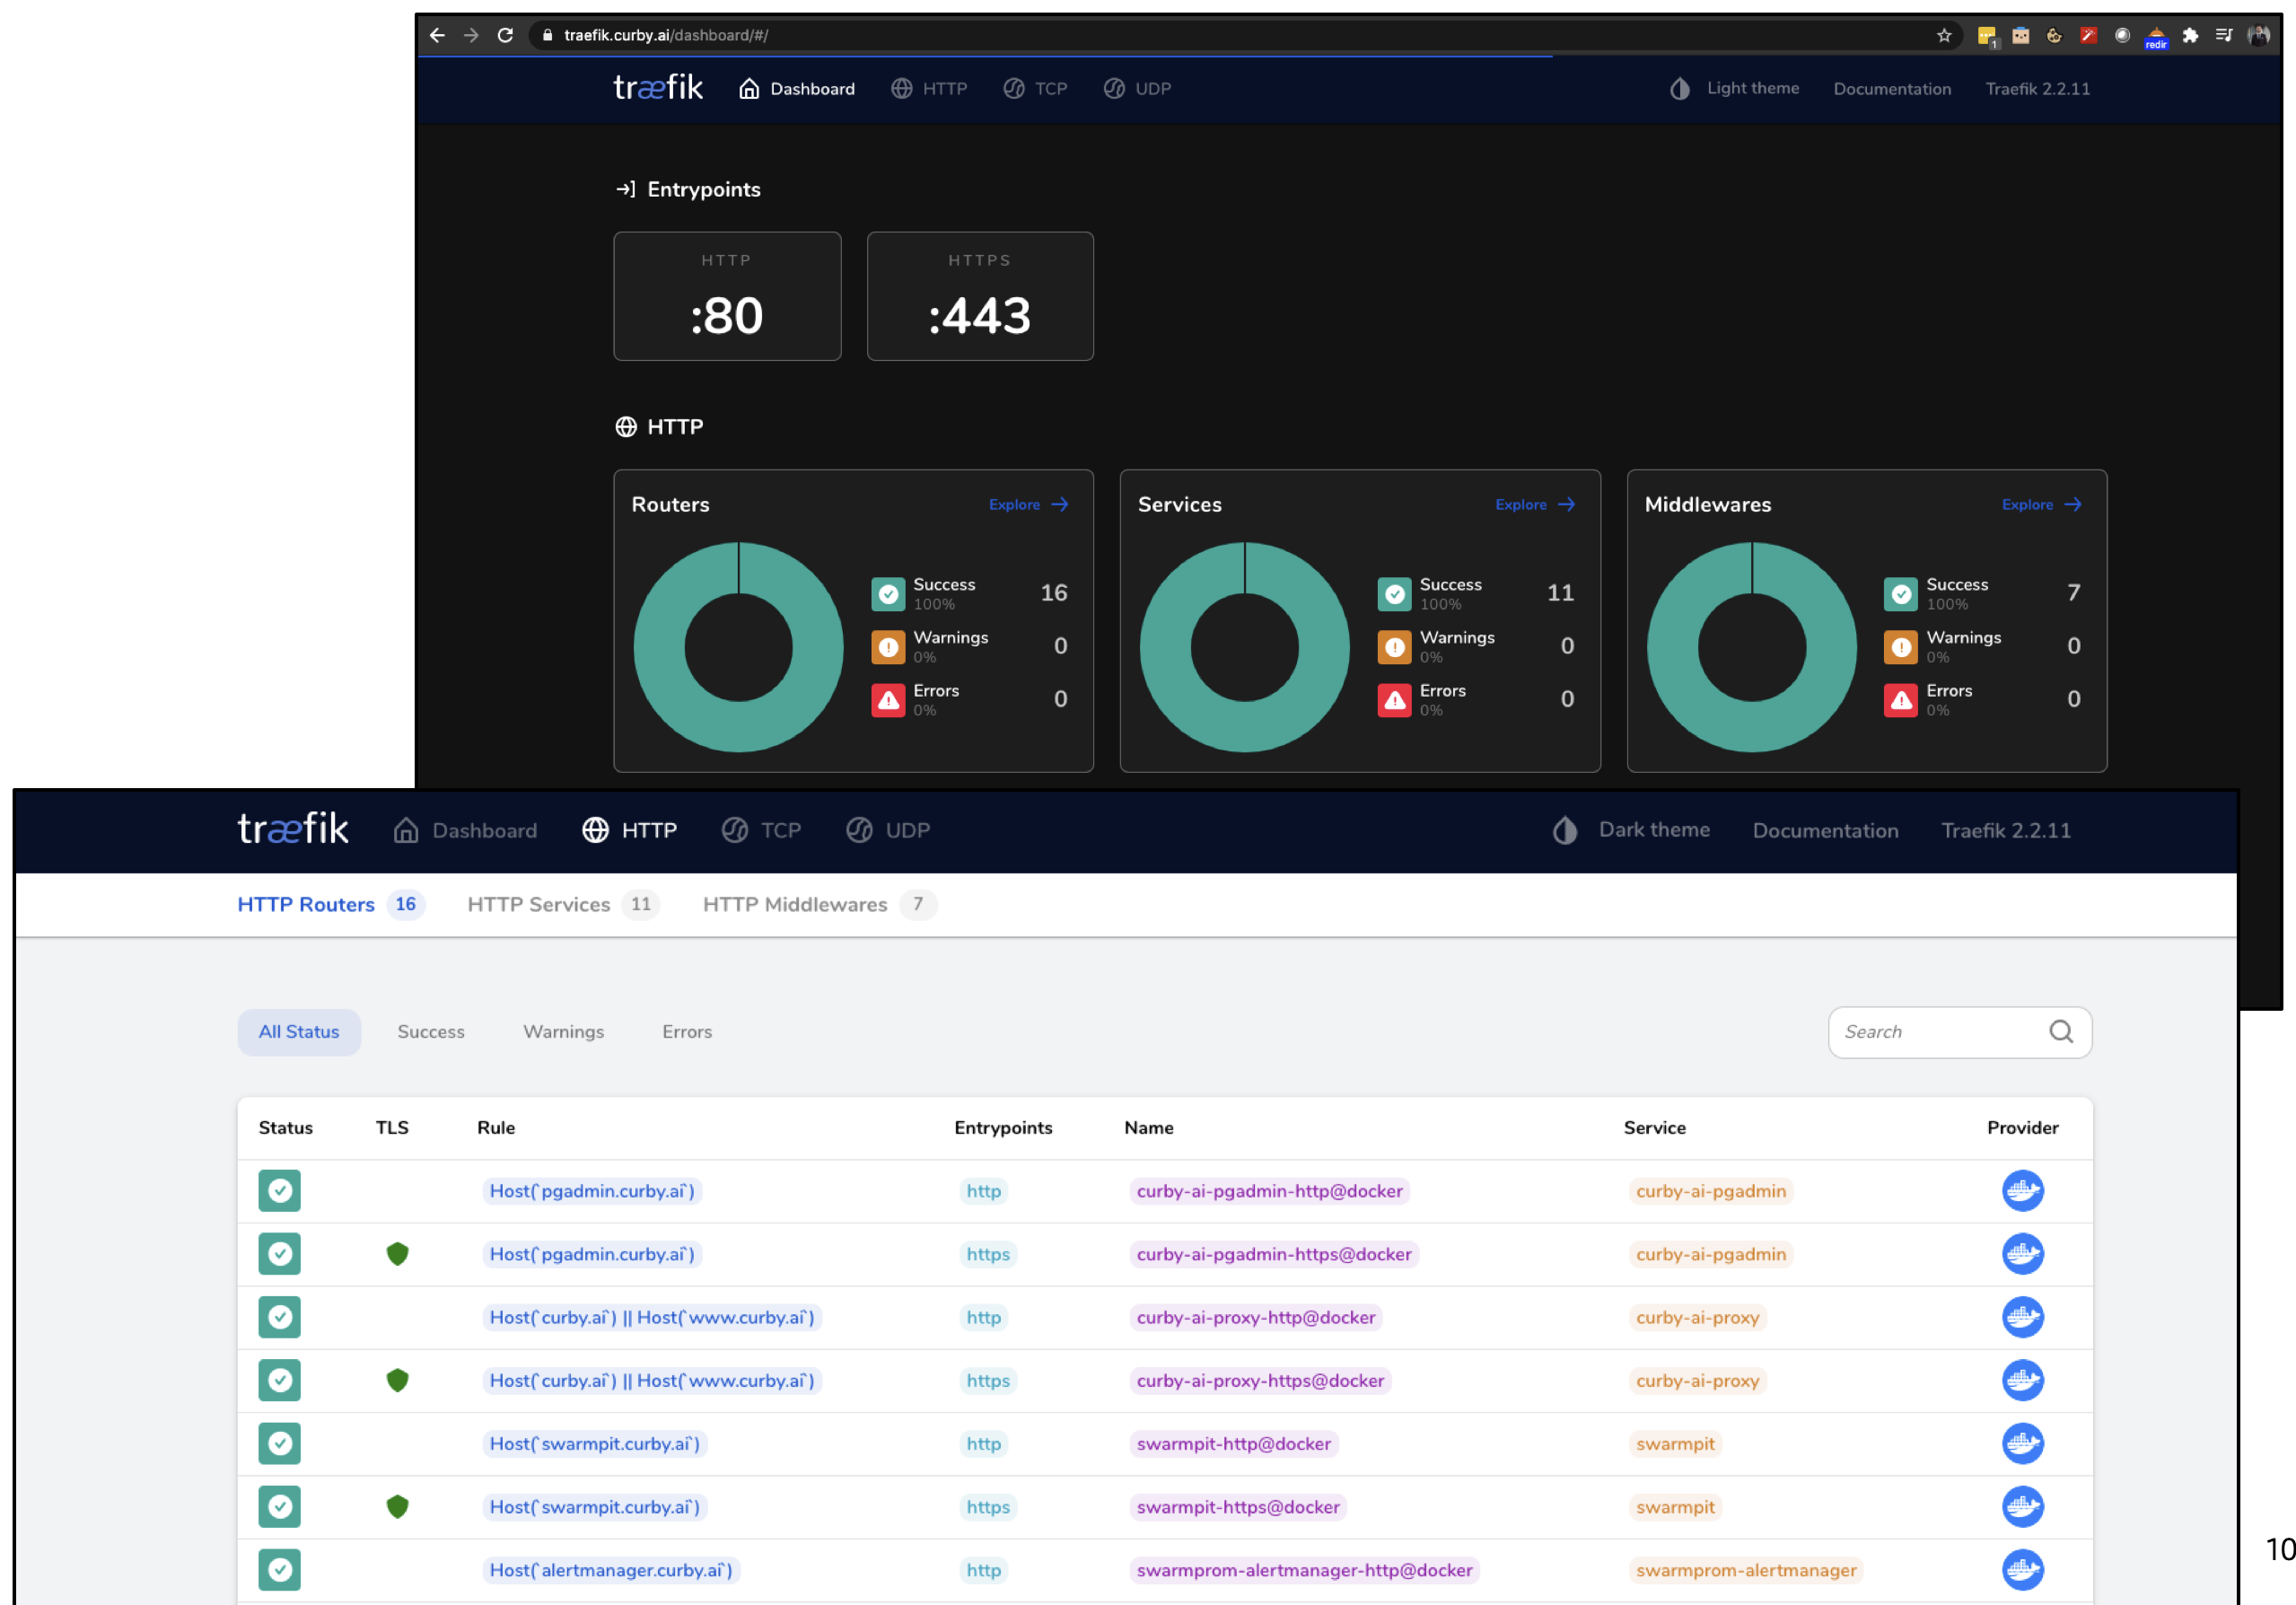 traefik.curby.ai/dashboard/#/
1
redir
træfik Dashboard HTTP TCP UDP Light theme Documentation Traefik 2.2.11
Entrypoints
HTTP HTTPS
:80 :443
HTTP
Routers Explore Services Explore Middlewares Explore
Success 16 Success 11 Success 7
100% 100% 100%
Warnings 0 Warnings 0 Warnings 0
0% 0% 0%
Errors 0 Errors 0 Errors 0
0% 0% 0%
træfik Dashboard HTTP TCP UDP Dark theme Documentation Traefik 2.2.11
HTTP Routers 16 HTTP Services 11 HTTP Middlewares 7
All Status Success Warnings Errors Search
Status TLS Rule Entrypoints Name Service Provider
Host(`pgadmin.curby.ai`) http curby-ai-pgadmin-http@docker curby-ai-pgadmin
Host(`pgadmin.curby.ai`) https curby-ai-pgadmin-https@docker curby-ai-pgadmin
Host(`curby.ai`) || Host(`www.curby.ai`) http curby-ai-proxy-http@docker curby-ai-proxy
Host(`curby.ai`) || Host(`www.curby.ai`) https curby-ai-proxy-https@docker curby-ai-proxy
Host(`swarmpit.curby.ai`) http swarmpit-http@docker swarmpit
Host(`swarmpit.curby.ai`) https swarmpit-https@docker swarmpit
Host(`alertmanager.curby.ai`) http swarmprom-alertmanager-http@docker swarmprom-alertmanager
10